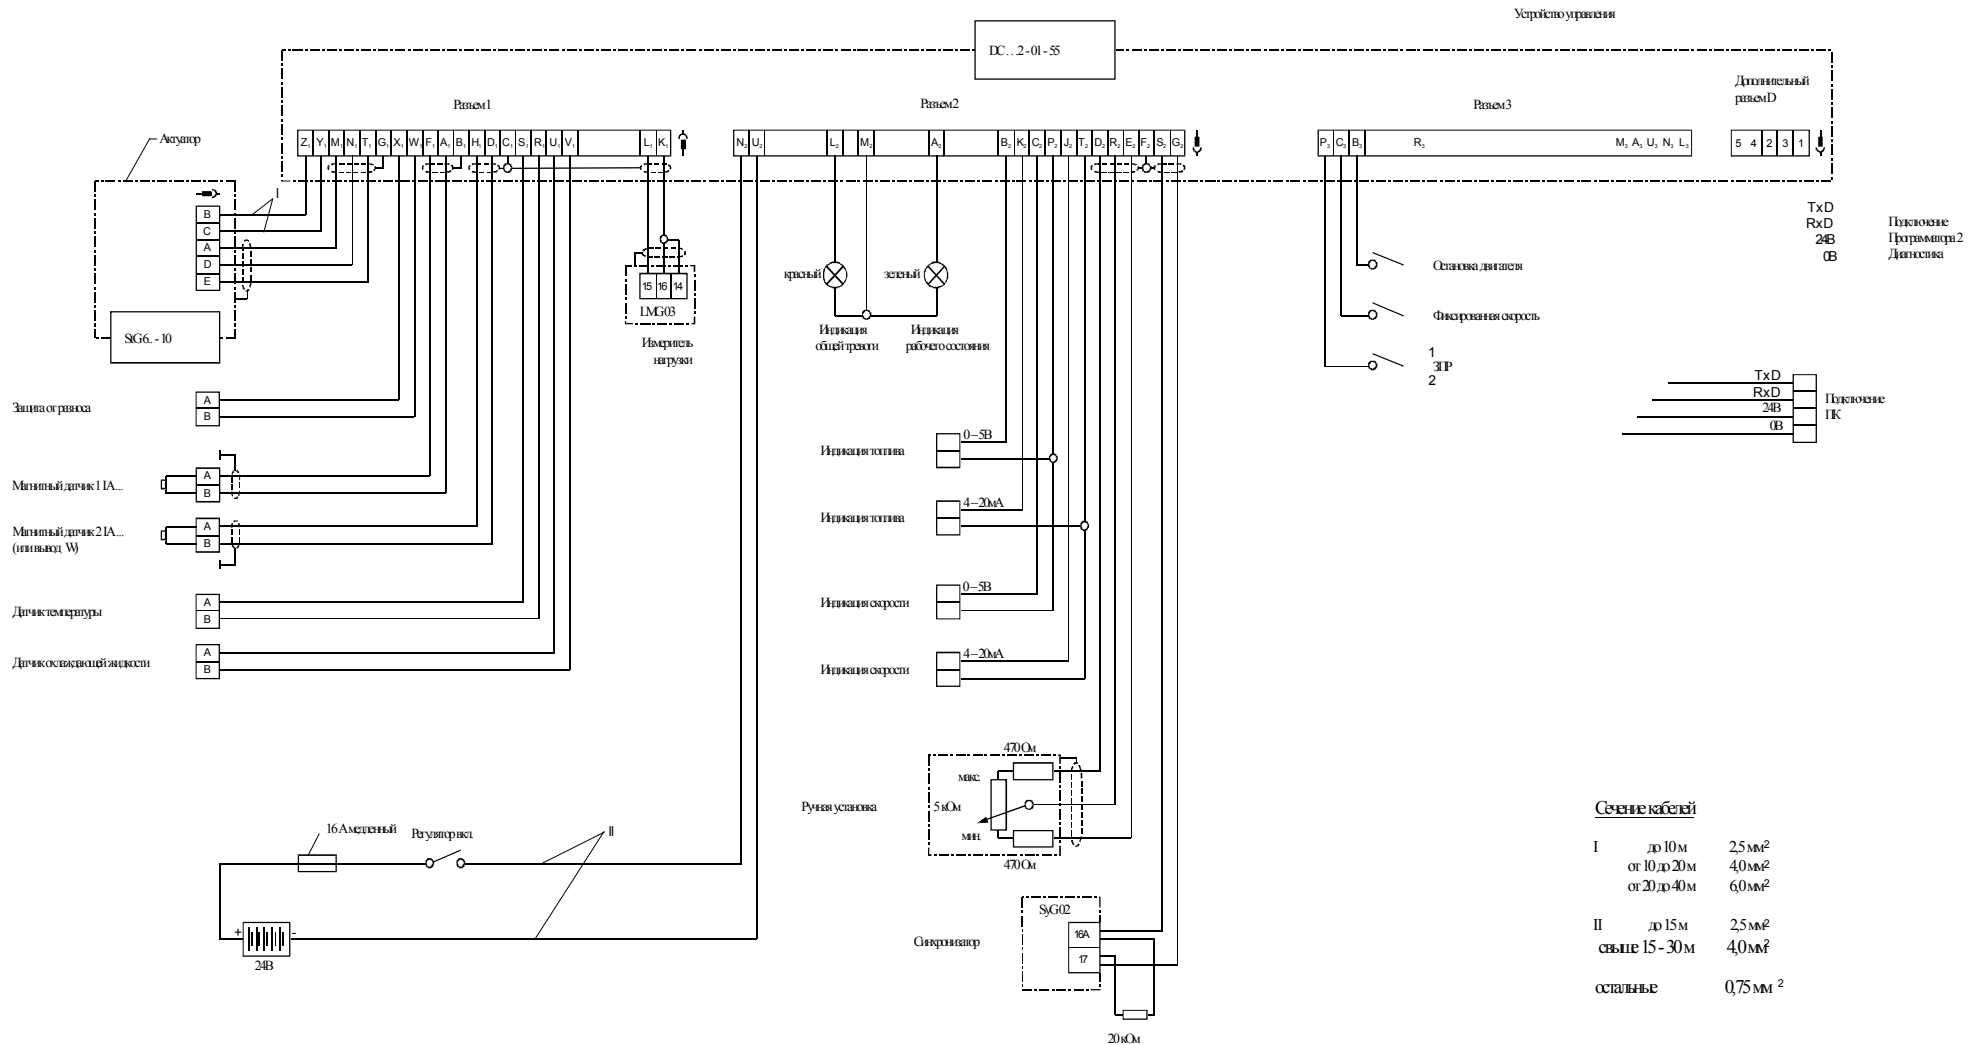 Устройство управления
DC…2-01-55
Дополнительный
разъем D
Разъем 1
Разъем 2
Разъем 3
Актуатор
Z1 Y1 M1 N1 T1 G1 X1 W1 F1 A1 B1 H1 D1 C1 S1 R1 U1 V1 L1 K1
N2 U2 L2 M2 A2 B2 K2 C2 P2 J2 T2 D2 R2 E2 F2 S2 G2
P3 C3 B3 R3 M3 A3 U3 N3 L3
5 4 2 3 1
I
B
C
A
D
E
StG6..-10
15 16 14
LMG03
Измеритель
нагрузки
красный
зеленый
Индикация
общей тревоги
Индикация
рабочего состояния
TxD
RxD
24В
0В
Подключение
Программатора 2
Диагностика
Остановка двигателя
Фиксированная скорость
1
ЗПР
2
TxD
RxD
24В
0В
Подключение
ПК
Защита от разноса
A
B
Магнитный датчик 1 IA...
A
B
Магнитный датчик 2 IA...
(или вывод W)
A
B
Датчик температуры
A
B
Датчик охлаждающей жидкости
A
B
Индикация топлива
0–5В
Индикация топлива
4–20мА
Индикация скорости
0–5В
Индикация скорости
4–20мА
470 Ом
макс.
Ручная установка
5 кОм
мин.
470 Ом
16 А медленный
Регулятор вкл.
II
+
-
24В
SyG02
16A
Синхронизатор
17
20 кОм
Сечение кабелей
I до 10 м 2,5 мм2
от 10 до 20 м 4,0 мм2
от 20 до 40 м 6,0 мм2
II до 15 м 2,5 мм2
свыше 15 - 30 м 4,0 мм2
остальные 0,75 мм 2